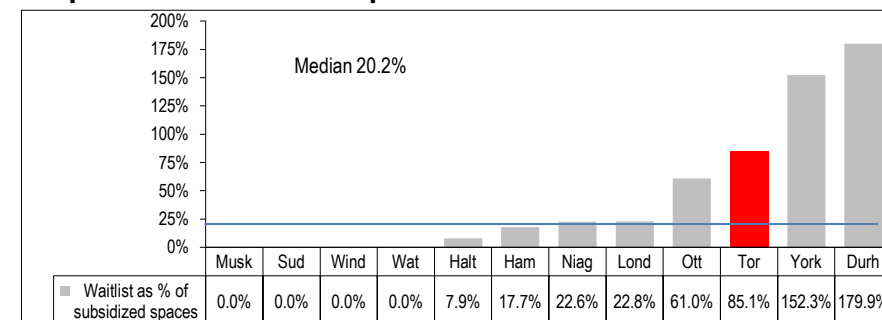 200%
175%
Median 20.2%
150%
125%
100%
75%
50%
25%
0%
Musk Sud Wind Wat Halt Ham Niag Lond Ott Tor York Durh
Waitlist as % of
subsidized spaces
0.0% 0.0% 0.0% 0.0% 7.9% 17.7% 22.6% 22.8% 61.0% 85.1% 152.3% 179.9%